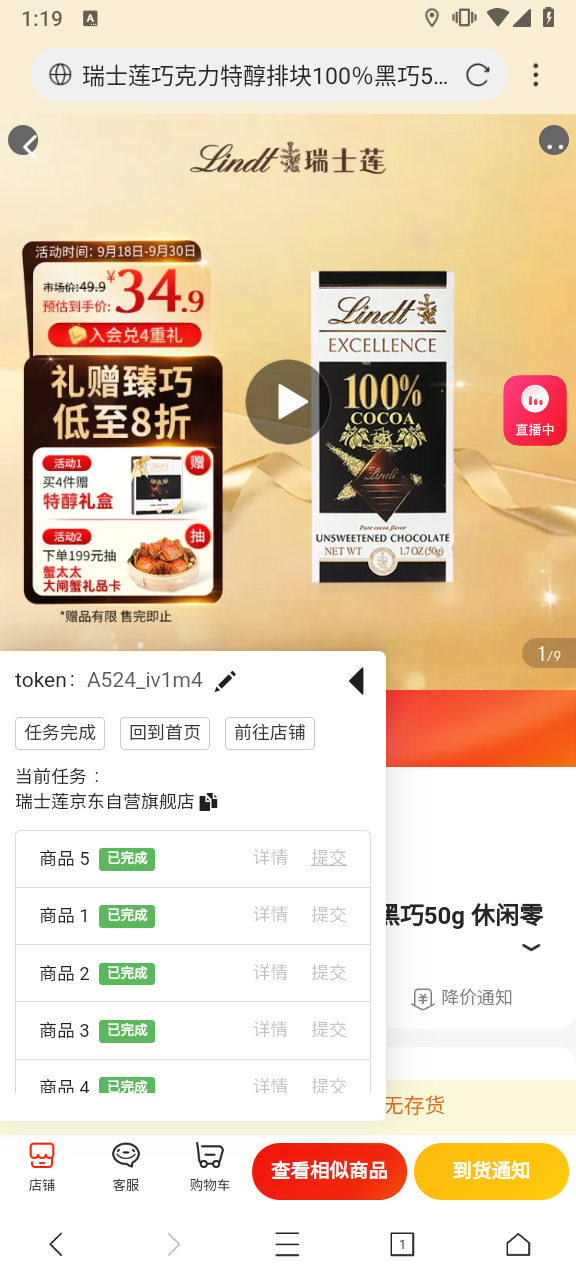 1:19
A
瑞士莲巧克力特醇排块100%黑巧5...
Lindt 瑞士莲
活动时间：9月18日-9月30日
市场价:49.9
预估到手价:
¥34.9
入会兑4重礼
礼赠臻巧
低至8折
活动1
赠
买4件赠
特醇礼盒
活动2
抽
下单199元抽
蟹太太
大闸蟹礼品卡
*赠品有限 售完即止
Lindt
EXCELLENCE
100%
COCOA
Lindt
Pure cocoa flavor
UNSWEETENED CHOCOLATE
NET WT 1.7 OZ (50g)
直播中
1/9
token： A524_iv1m4
任务完成 回到首页 前往店铺
当前任务：
瑞士莲京东自营旗舰店
商品 5 已完成 详情 提交
商品 1 已完成 详情 提交
商品 2 已完成 详情 提交
商品 3 已完成 详情 提交
商品 4 已完成 详情 提交
黑巧50g 休闲零
降价通知
无存货
店铺 客服 购物车 查看相似商品 到货通知
1